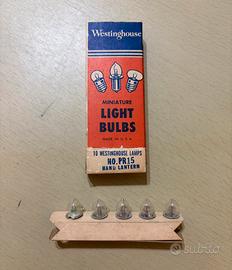 Westinghouse
MINIATURE
LIGHT
BULBS
MADE IN U.S.A.
10 WESTINGHOUSE LAMPS
NO. PR15
HAND LANTERN
subito